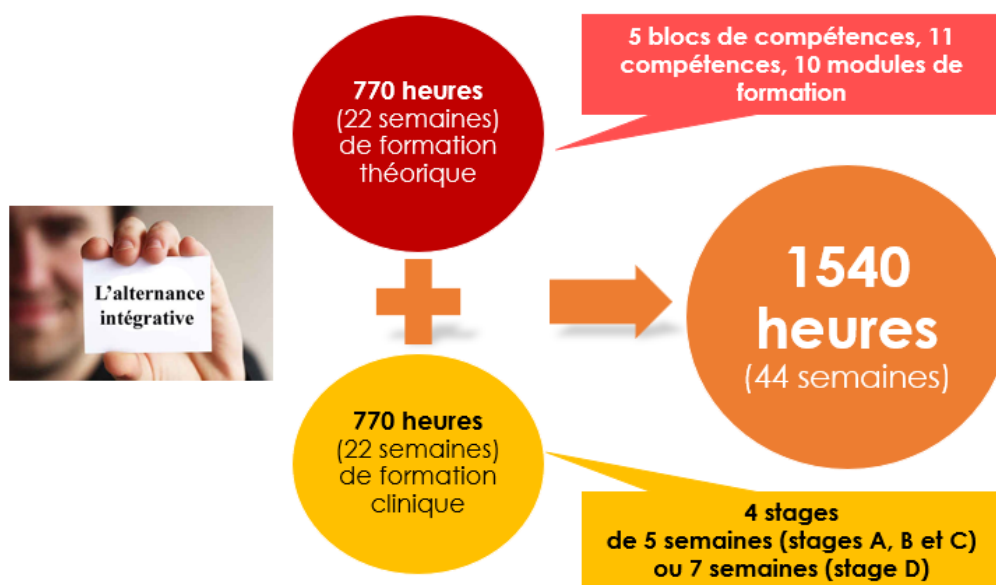 770 heures
(22 semaines)
de formation
théorique
5 blocs de compétences, 11
compétences, 10 modules de
formation
L'alternance
intégrative
1540
heures
(44 semaines)
770 heures
(22 semaines)
de formation
clinique
4 stages
de 5 semaines (stages A, B et C)
ou 7 semaines (stage D)